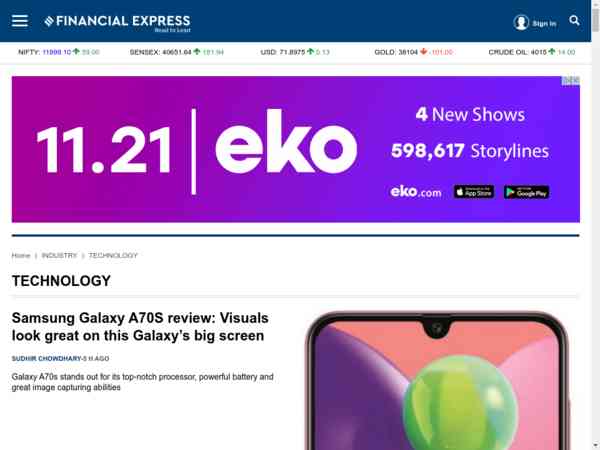 FINANCIAL EXPRESS
Read to Lead
Sign In
NIFTY: 11999.10 59.00 SENSEX: 40651.64 181.94 USD: 71.8975 0.13 GOLD: 38104 -101.00 CRUDE OIL: 4015 14.00
11.21 eko
4 New Shows
598,617 Storylines
eko.com App Store Google Play
Home | INDUSTRY | TECHNOLOGY
TECHNOLOGY
Samsung Galaxy A70S review: Visuals
look great on this Galaxy’s big screen
SUDHIR CHOWDHARY-5 H AGO
Galaxy A70s stands out for its top-notch processor, powerful battery and
great image capturing abilities